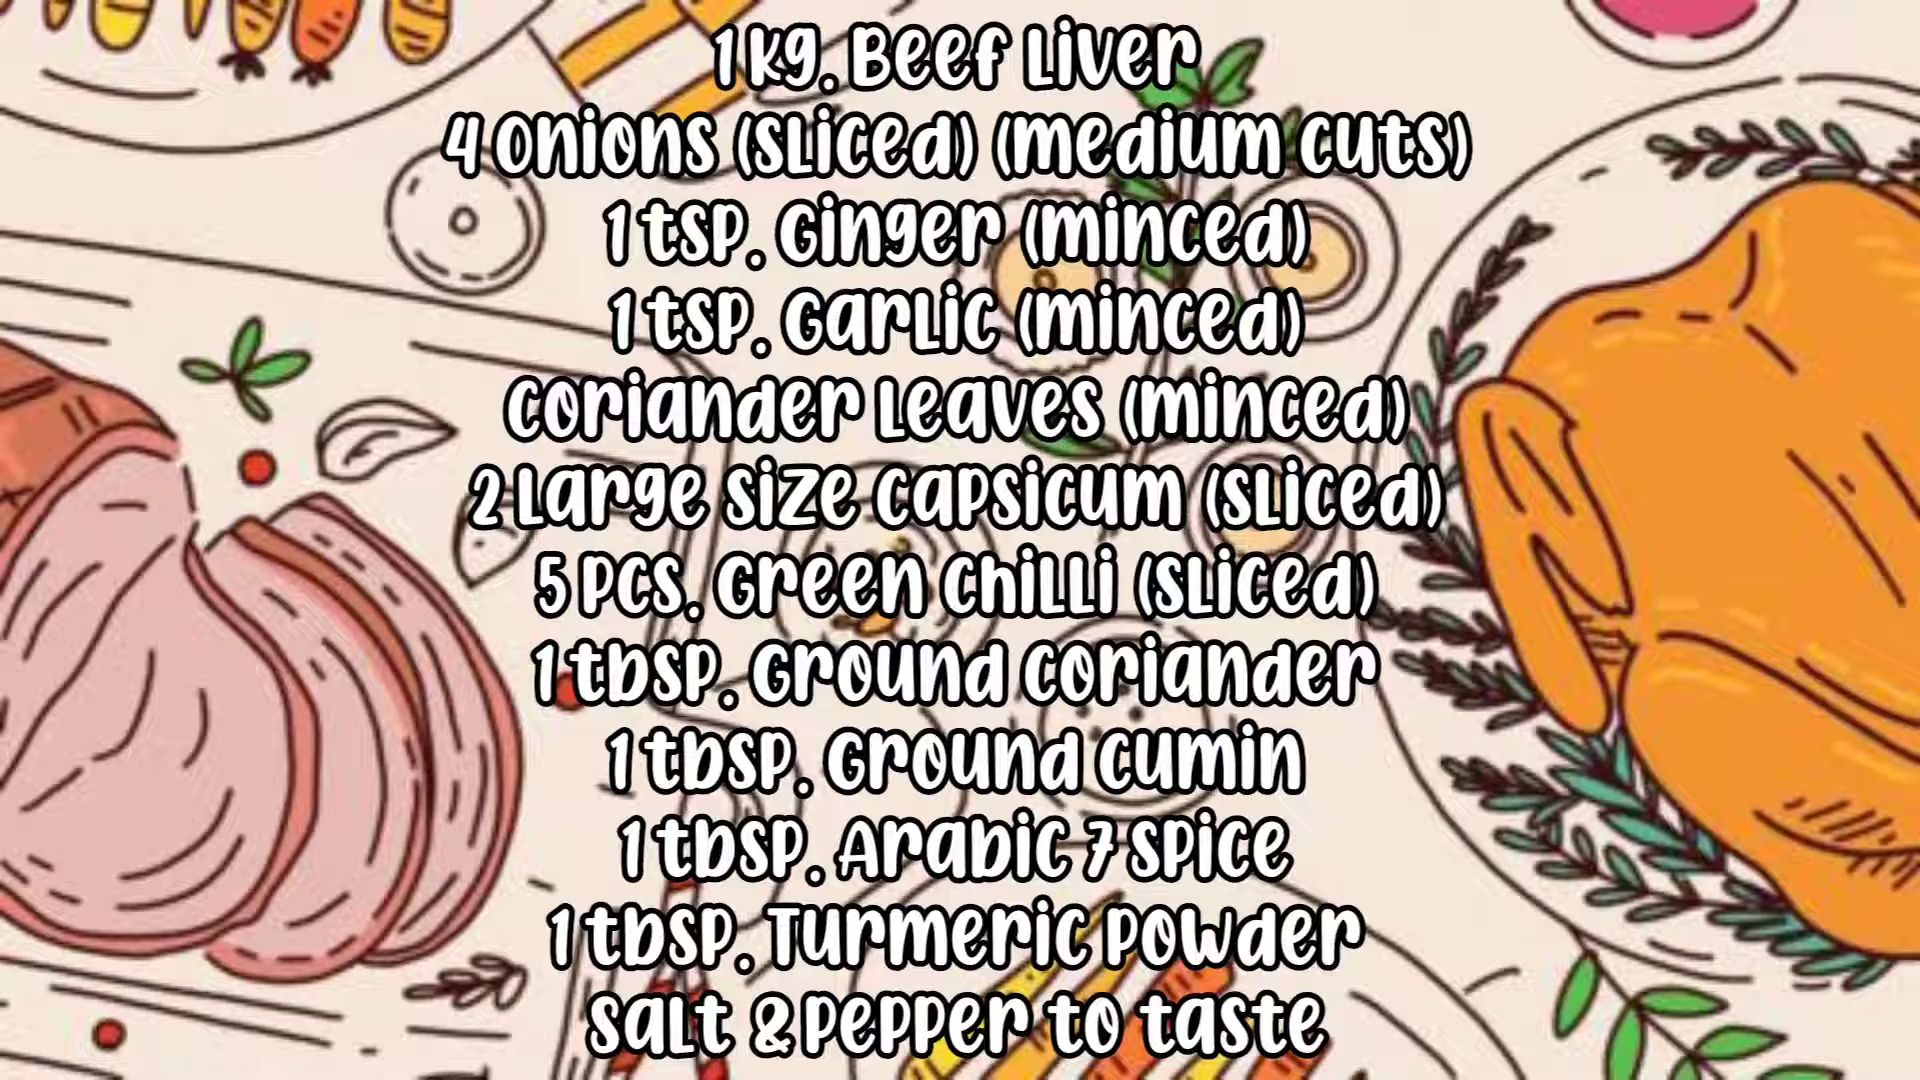 1 kg. Beef Liver
4 Onions (Sliced) (Medium Cuts)
1 tsp. Ginger (Minced)
1 tsp. Garlic (Minced)
Coriander Leaves (Minced)
2 Large Size Capsicum (Sliced)
5 Pcs. Green Chilli (Sliced)
1 tbsp. Ground Coriander
1 tbsp. Ground Cumin
1 tbsp. Arabic 7 Spice
1 tbsp. Turmeric Powder
Salt & Pepper to taste